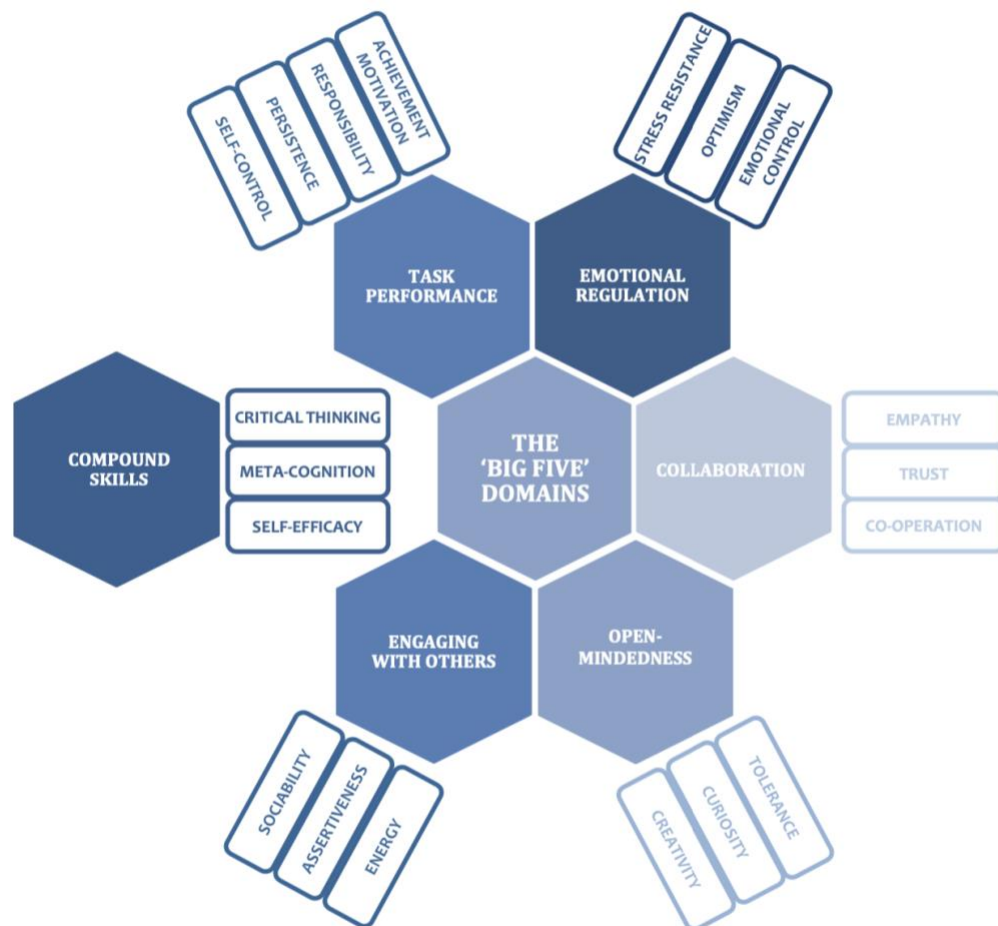 ACHIEVEMENT
MOTIVATION
RESPONSIBILITY
PERSISTENCE
SELF-CONTROL
STRESS RESISTANCE
OPTIMISM
EMOTIONAL
CONTROL
TASK
PERFORMANCE
EMOTIONAL
REGULATION
COMPOUND
SKILLS
CRITICAL THINKING
META-COGNITION
SELF-EFFICACY
THE
‘BIG FIVE’
DOMAINS
COLLABORATION
EMPATHY
TRUST
CO-OPERATION
ENGAGING
WITH OTHERS
OPEN-
MINDEDNESS
SOCIABILITY
ASSERTIVENESS
ENERGY
CREATIVITY
CURIOSITY
TOLERANCE